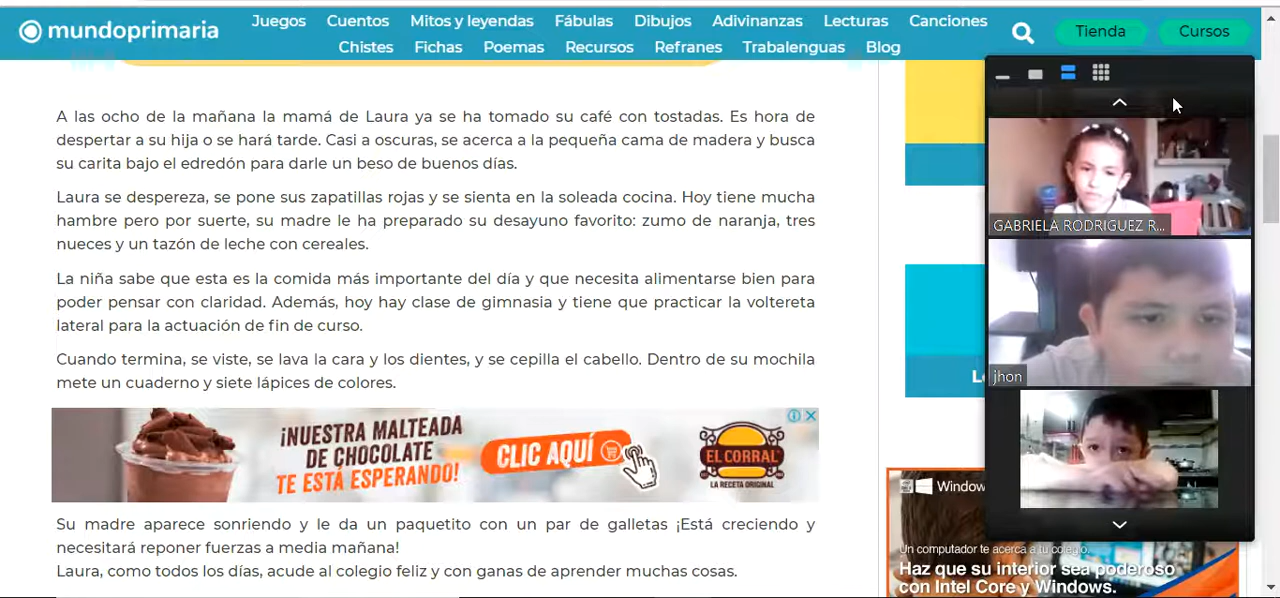 mundoprimaria
Juegos Cuentos Mitos y leyendas Fábulas Dibujos Adivinanzas Lecturas Canciones
Chistes Fichas Poemas Recursos Refranes Trabalenguas Blog
Tienda Cursos
A las ocho de la mañana la mamá de Laura ya se ha tomado su café con tostadas. Es hora de
despertar a su hija o se hará tarde. Casi a oscuras, se acerca a la pequeña cama de madera y busca
su carita bajo el edredón para darle un beso de buenos días.
Laura se despereza, se pone sus zapatillas rojas y se sienta en la soleada cocina. Hoy tiene mucha
hambre pero por suerte, su madre le ha preparado su desayuno favorito: zumo de naranja, tres
nueces y un tazón de leche con cereales.
La niña sabe que esta es la comida más importante del día y que necesita alimentarse bien para
poder pensar con claridad. Además, hoy hay clase de gimnasia y tiene que practicar la voltereta
lateral para la actuación de fin de curso.
Cuando termina, se viste, se lava la cara y los dientes, y se cepilla el cabello. Dentro de su mochila
mete un cuaderno y siete lápices de colores.
¡NUESTRA MALTEADA
DE CHOCOLATE
TE ESTÁ ESPERANDO!
CLIC AQUÍ
EL CORRAL
LA RECETA ORIGINAL
Su madre aparece sonriendo y le da un paquetito con un par de galletas ¡Está creciendo y
necesitará reponer fuerzas a media mañana!
Laura, como todos los días, acude al colegio feliz y con ganas de aprender muchas cosas.
GABRIELA RODRIGUEZ R...
jhon
Un computador te acerca a tu colegio.
Haz que su interior sea poderoso
con Intel Core y Windows.